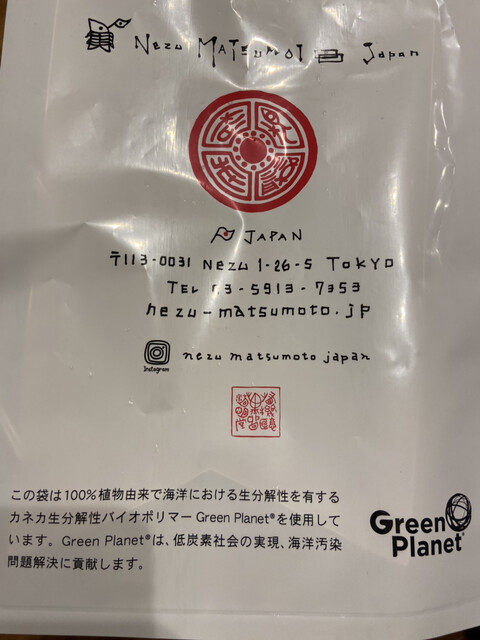 Nezu MATSUMOTO Japan
JAPAN
〒113-0031 Nezu 1-26-5 TOKYO
TEL 03-5913-7353
nezu-matsumoto.jp
Instagram
nezu matsumoto japan
この袋は100%植物由来で海洋における生分解性を有する
カネカ生分解性バイオポリマー Green Planet®を使用して
います。Green Planet®は、低炭素社会の実現、海洋汚染
問題解決に貢献します。
Green
Planet®